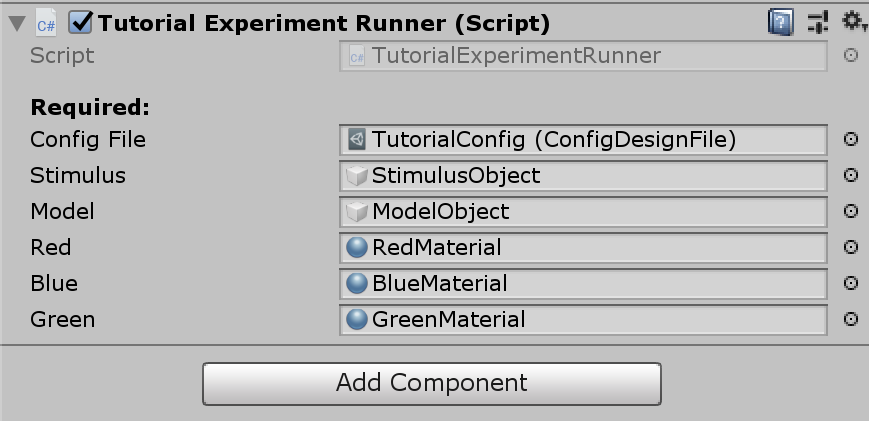 C# Tutorial Experiment Runner (Script)
Script C# TutorialExperimentRunner
Required:
Config File TutorialConfig (ConfigDesignFile)
Stimulus StimulusObject
Model ModelObject
Red RedMaterial
Blue BlueMaterial
Green GreenMaterial
Add Component